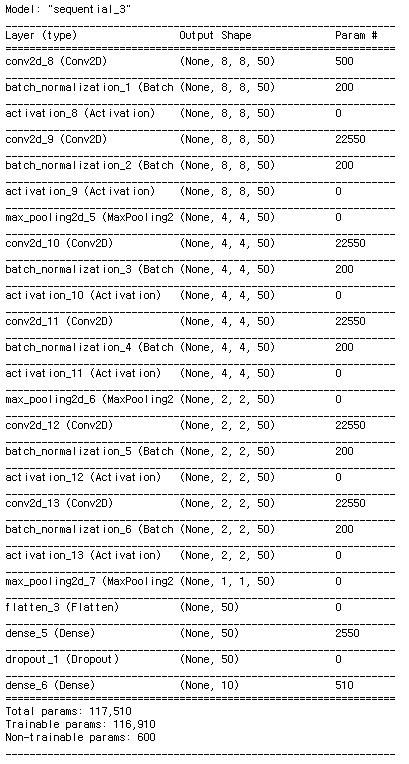 Model: "sequential_3"
Layer (type) Output Shape Param #
conv2d_8 (Conv2D) (None, 8, 8, 50) 500
batch_normalization_1 (Batch (None, 8, 8, 50) 200
activation_8 (Activation) (None, 8, 8, 50) 0
conv2d_9 (Conv2D) (None, 8, 8, 50) 22550
batch_normalization_2 (Batch (None, 8, 8, 50) 200
activation_9 (Activation) (None, 8, 8, 50) 0
max_pooling2d_5 (MaxPooling2 (None, 4, 4, 50) 0
conv2d_10 (Conv2D) (None, 4, 4, 50) 22550
batch_normalization_3 (Batch (None, 4, 4, 50) 200
activation_10 (Activation) (None, 4, 4, 50) 0
conv2d_11 (Conv2D) (None, 4, 4, 50) 22550
batch_normalization_4 (Batch (None, 4, 4, 50) 200
activation_11 (Activation) (None, 4, 4, 50) 0
max_pooling2d_6 (MaxPooling2 (None, 2, 2, 50) 0
conv2d_12 (Conv2D) (None, 2, 2, 50) 22550
batch_normalization_5 (Batch (None, 2, 2, 50) 200
activation_12 (Activation) (None, 2, 2, 50) 0
conv2d_13 (Conv2D) (None, 2, 2, 50) 22550
batch_normalization_6 (Batch (None, 2, 2, 50) 200
activation_13 (Activation) (None, 2, 2, 50) 0
max_pooling2d_7 (MaxPooling2 (None, 1, 1, 50) 0
flatten_3 (Flatten) (None, 50) 0
dense_5 (Dense) (None, 50) 2550
dropout_1 (Dropout) (None, 50) 0
dense_6 (Dense) (None, 10) 510
Total params: 117,510
Trainable params: 116,910
Non-trainable params: 600